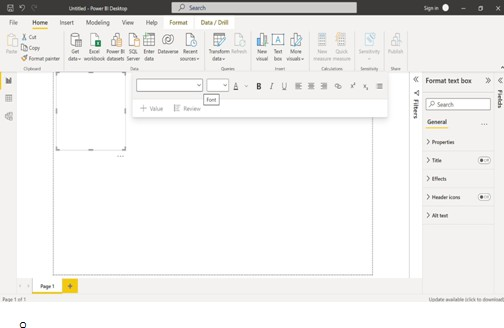 Untitled - Power BI Desktop
Search
Sign in
File Home Insert Modeling View Help Format Data / Drill
Paste
Cut
Copy
Format painter
Get data
Excel workbook
Power BI datasets
SQL Server
Enter data
Dataverse
Recent sources
Transform data
Refresh
New visual
Text box
More visuals
New measure
Quick measure
Sensitivity
Publish
Clipboard Data Queries Insert Calculations Sensitivity Share
A B I U
Font
+ Value Review
Filters
Format text box
Search
General
Properties
Title Off
Effects
Header icons Off
Alt text
Fields
Page 1
Page 1 of 1
Update available (click to download)